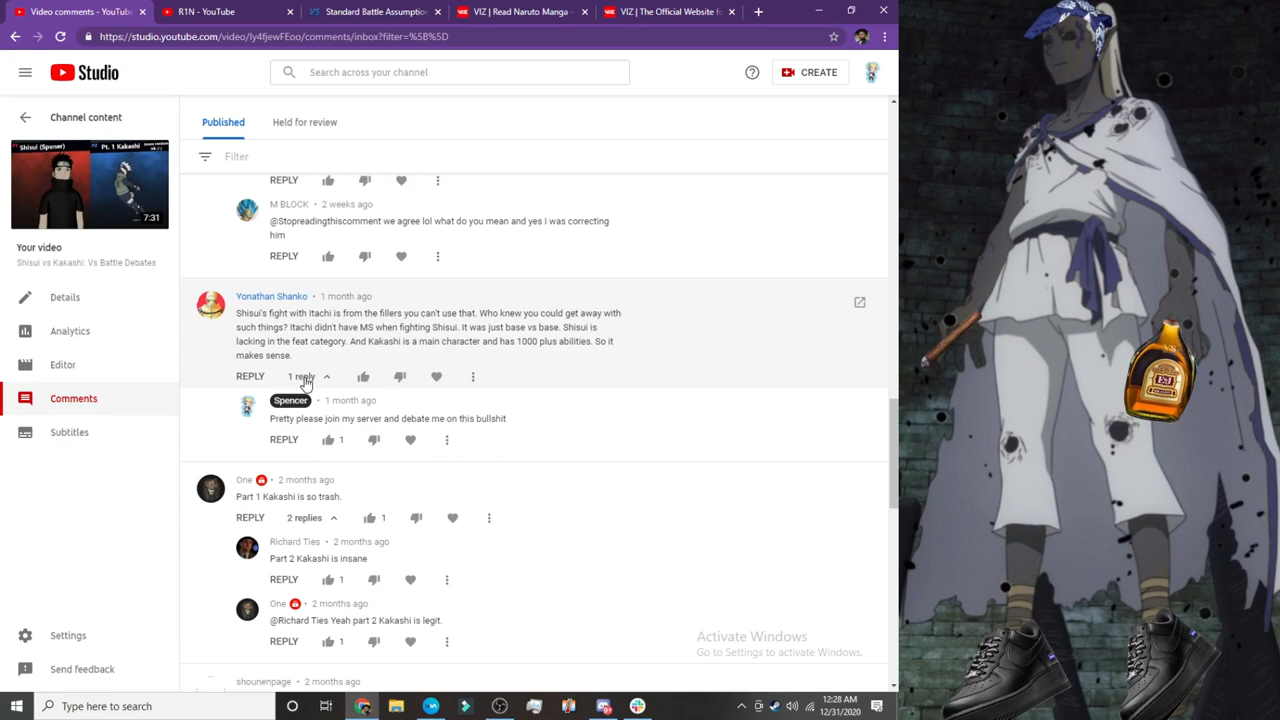 Video comments - YouTu
R1N - YouTube
VS Standard Battle Assumption
VIZ | Read Naruto Manga -
VIZ | The Official Website f
https://studio.youtube.com/video/Iy4fjewFEoo/comments/inbox?filter=%5B%5D
Studio
Search across your channel
CREATE
Channel content
Published
Held for review
Shisui (Spener)
Pt. 1 Kakashi
7:31
Filter
REPLY
M BLOCK • 2 weeks ago
@Stopreadingthiscomment we agree lol what do you mean and yes I was correcting
him
REPLY
Your video
Shisui vs Kakashi: Vs Battle Debates
Details
Analytics
Editor
Comments
Subtitles
Yonathan Shanko • 1 month ago
Shisui's fight with Itachi is from the fillers you can't use that. Who knew you could get away with
such things? Itachi didn't have MS when fighting Shisui. It was just base vs base. Shisui is
lacking in the feat category. And Kakashi is a main character and has 1000 plus abilities. So it
makes sense.
REPLY 1 reply
Spencer • 1 month ago
Pretty please join my server and debate me on this bullshit
REPLY 1
One • 2 months ago
Part 1 Kakashi is so trash.
REPLY 2 replies 1
Richard Ties • 2 months ago
Part 2 Kakashi is insane
REPLY 1
One • 2 months ago
@Richard Ties Yeah part 2 Kakashi is legit.
REPLY 1
shounenpage • 2 months ago
Settings
Send feedback
Activate Windows
Go to Settings to activate Windows.
Type here to search
12:28 AM
12/31/2020
E&J
VS